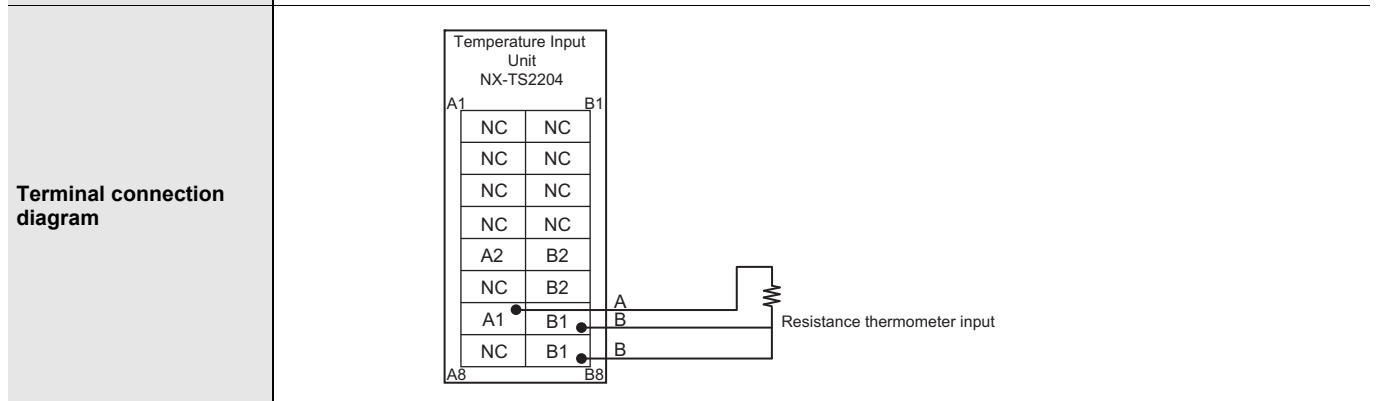 Terminal connection
diagram
Temperature Input
Unit
NX-TS2204
A1 B1
NC NC
NC NC
NC NC
NC NC
A2 B2
NC B2
A
A1 B1 B
Resistance thermometer input
NC B1 B
A8 B8